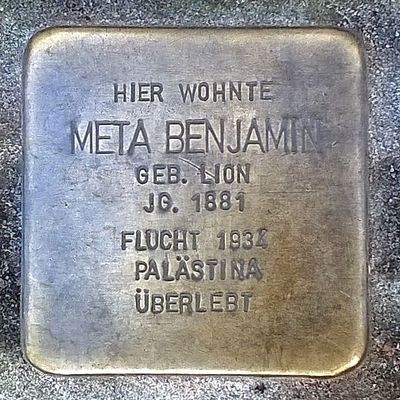 HIER WOHNTE
META BENJAMIN
GEB. LION
JG. 1881
FLUCHT 1934
PALÄSTINA
ÜBERLEBT